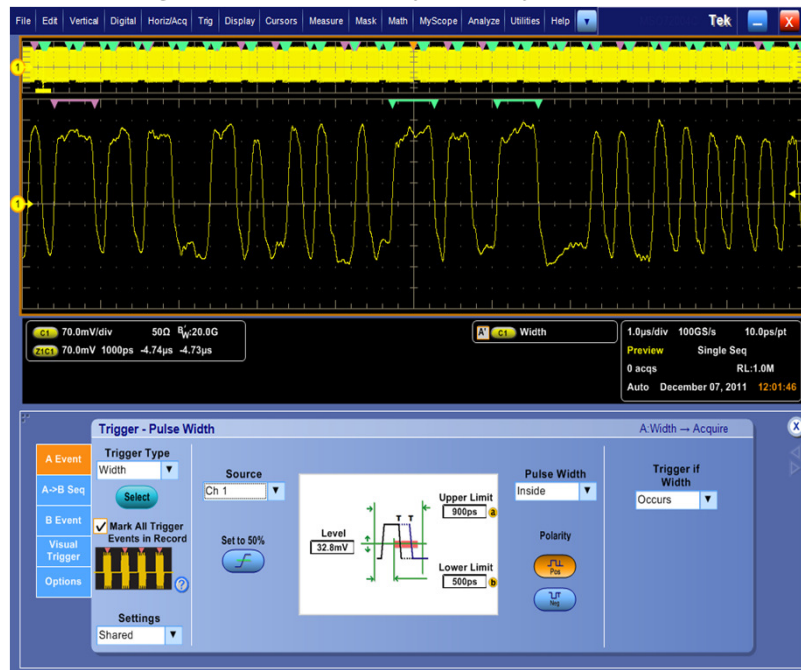 File Edit Vertical Digital Horiz/Acq Trig Display Cursors Measure Mask Math MyScope Analyze Utilities Help Tek X
1
1
C1 70.0mV/div 50Ω BW:20.0G
Z1C1 70.0mV 1000ps -4.74µs -4.73µs
A' C1 Width
1.0µs/div 100GS/s 10.0ps/pt
Preview Single Seq
0 acqs RL:1.0M
Auto December 07, 2011 12:01:46
Trigger - Pulse Width
A:Width → Acquire
X
A Event
A->B Seq
B Event
Visual
Trigger
Options
Trigger Type
Width
Select
Mark All Trigger
Events in Record
?
Settings
Shared
Source
Ch 1
Set to 50%
Level
32.8mV
T T
Upper Limit
900ps a
Lower Limit
500ps b
Pulse Width
Inside
Polarity
Pos
Neg
Trigger if
Width
Occurs